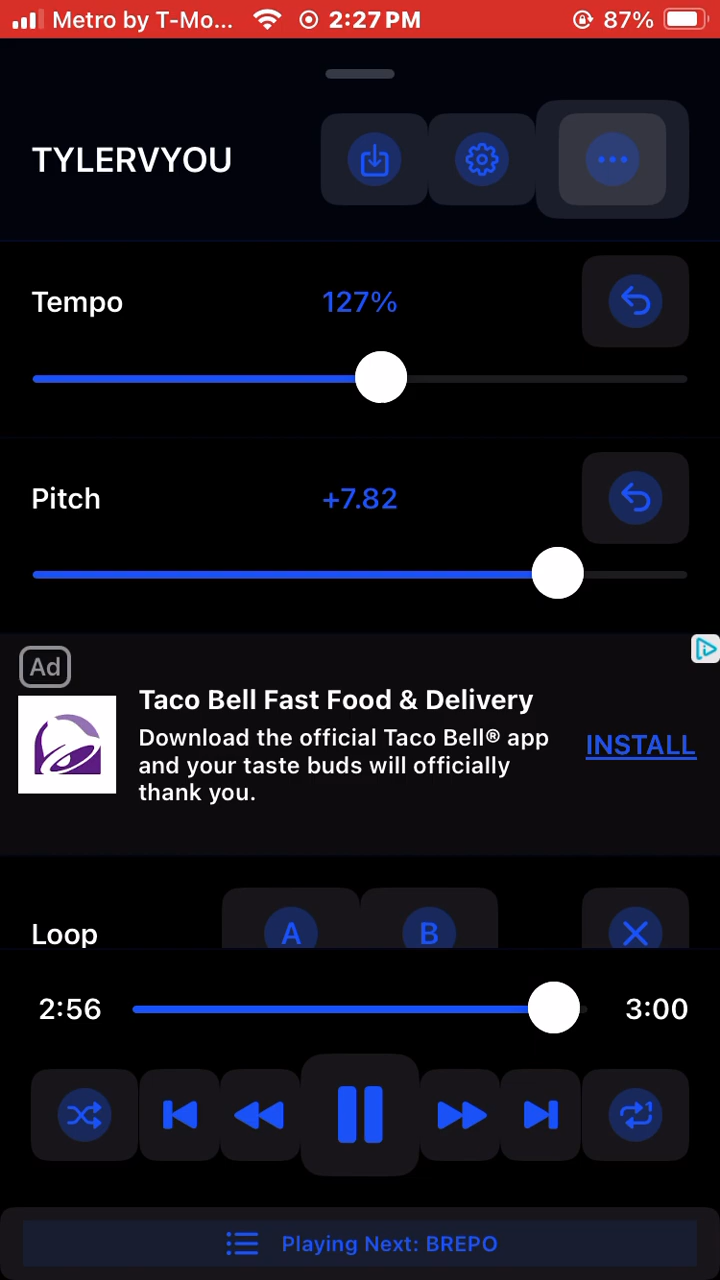 Metro by T-Mo... 2:27 PM 87%
TYLERVYOU
Tempo 127%
Pitch +7.82
Ad
Taco Bell Fast Food & Delivery
Download the official Taco Bell® app
and your taste buds will officially
thank you.
INSTALL
Loop A B
2:56 3:00
1
Playing Next: BREPO